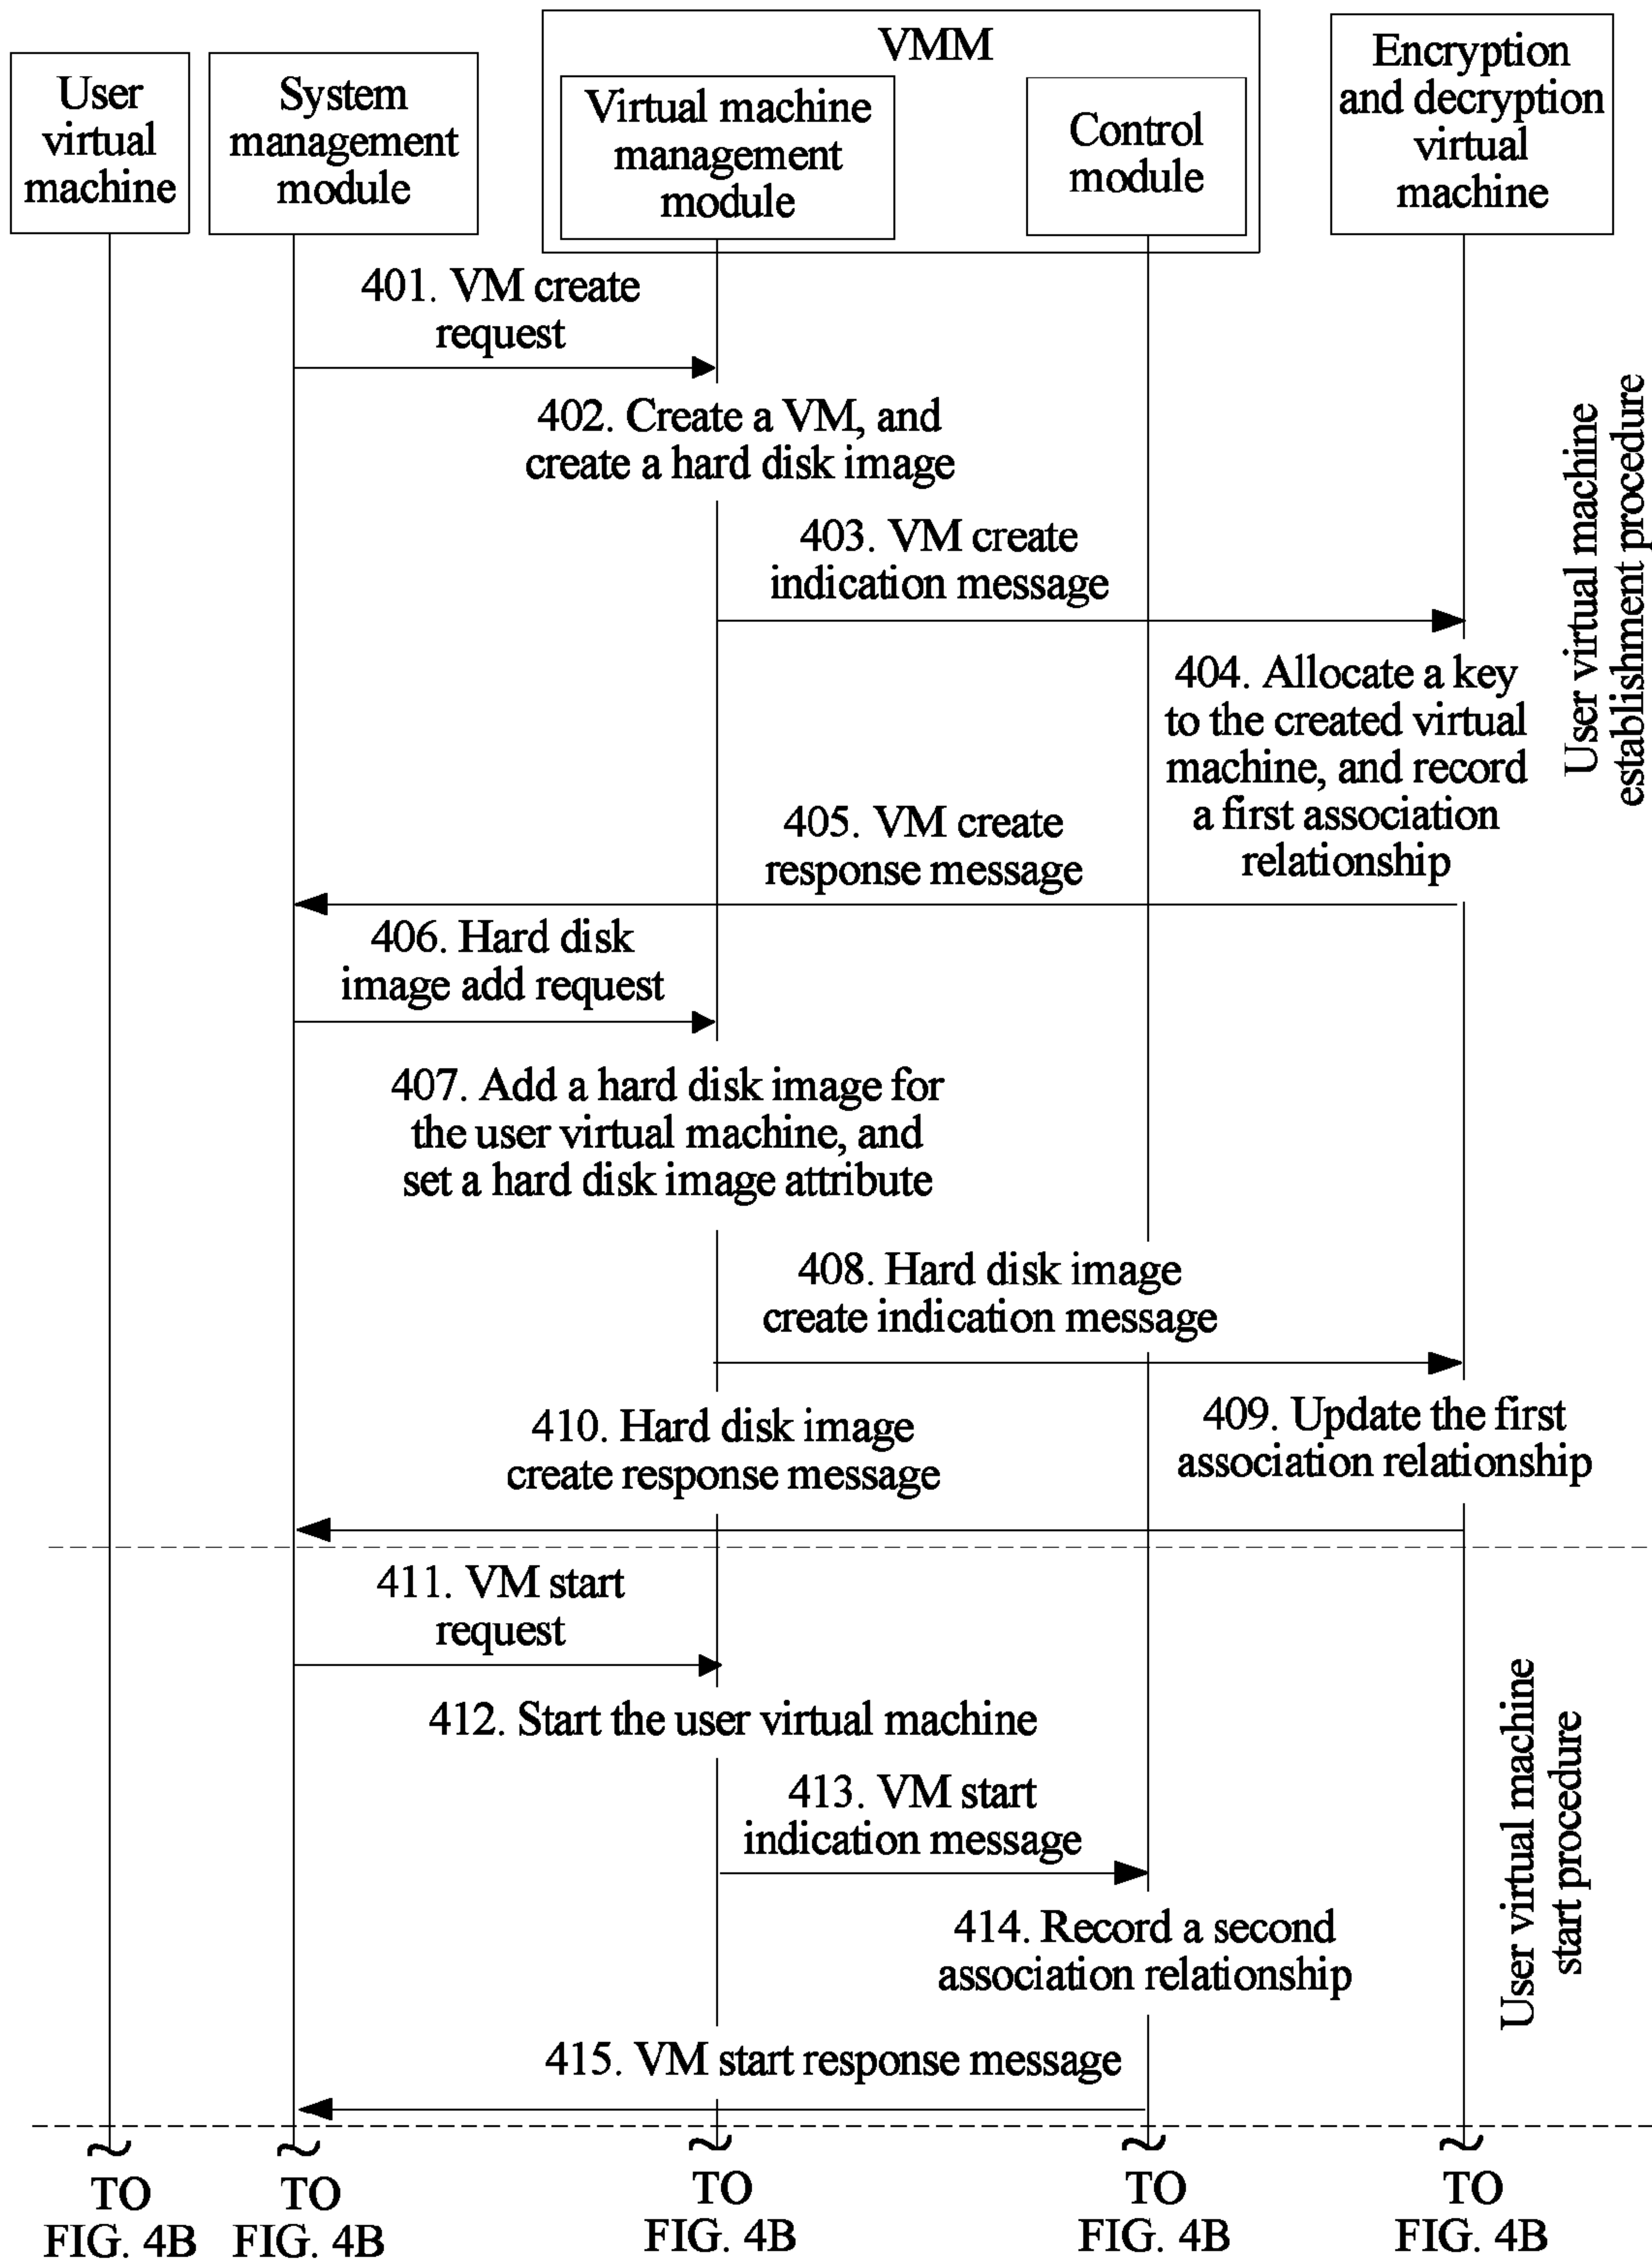 User
virtual
machine
System
management
module
VMM
Virtual machine
management
module
Control
module
Encryption
and decryption
virtual
machine
401. VM create
request
402. Create a VM, and
create a hard disk image
403. VM create
indication message
404. Allocate a key
to the created virtual
machine, and record
a first association
relationship
405. VM create
response message
406. Hard disk
image add request
407. Add a hard disk image for
the user virtual machine, and
set a hard disk image attribute
408. Hard disk image
create indication message
409. Update the first
association relationship
410. Hard disk image
create response message
User virtual machine
establishment procedure
411. VM start
request
412. Start the user virtual machine
413. VM start
indication message
414. Record a second
association relationship
415. VM start response message
User virtual machine
start procedure
TO
FIG. 4B
TO
FIG. 4B
TO
FIG. 4B
TO
FIG. 4B
TO
FIG. 4B